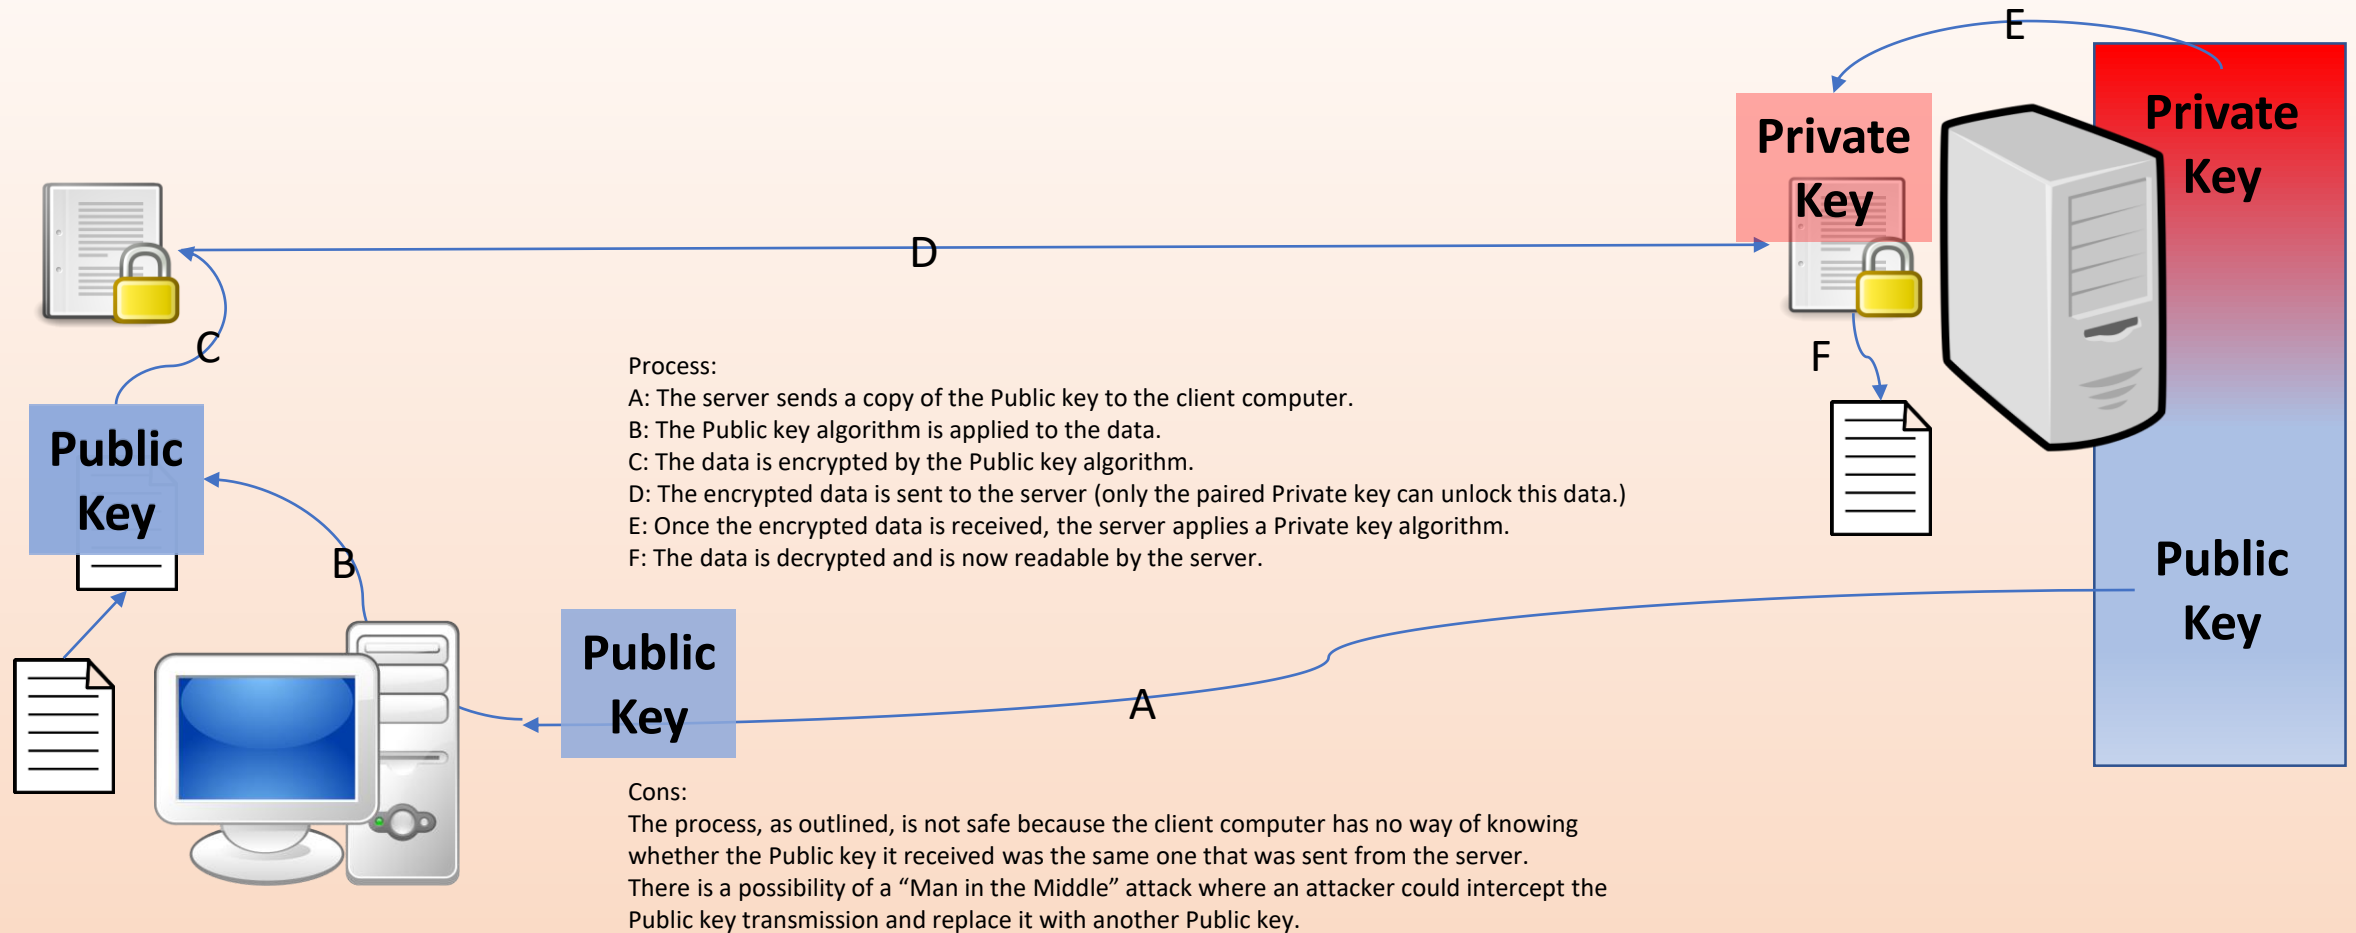 E
Private
Key
Private
Key
D
C
F
Process:
A: The server sends a copy of the Public key to the client computer.
B: The Public key algorithm is applied to the data.
C: The data is encrypted by the Public key algorithm.
D: The encrypted data is sent to the server (only the paired Private key can unlock this data.)
E: Once the encrypted data is received, the server applies a Private key algorithm.
F: The data is decrypted and is now readable by the server.
Public
Key
B
Public
Key
Public
Key
A
Cons:
The process, as outlined, is not safe because the client computer has no way of knowing
whether the Public key it received was the same one that was sent from the server.
There is a possibility of a “Man in the Middle” attack where an attacker could intercept the
Public key transmission and replace it with another Public key.